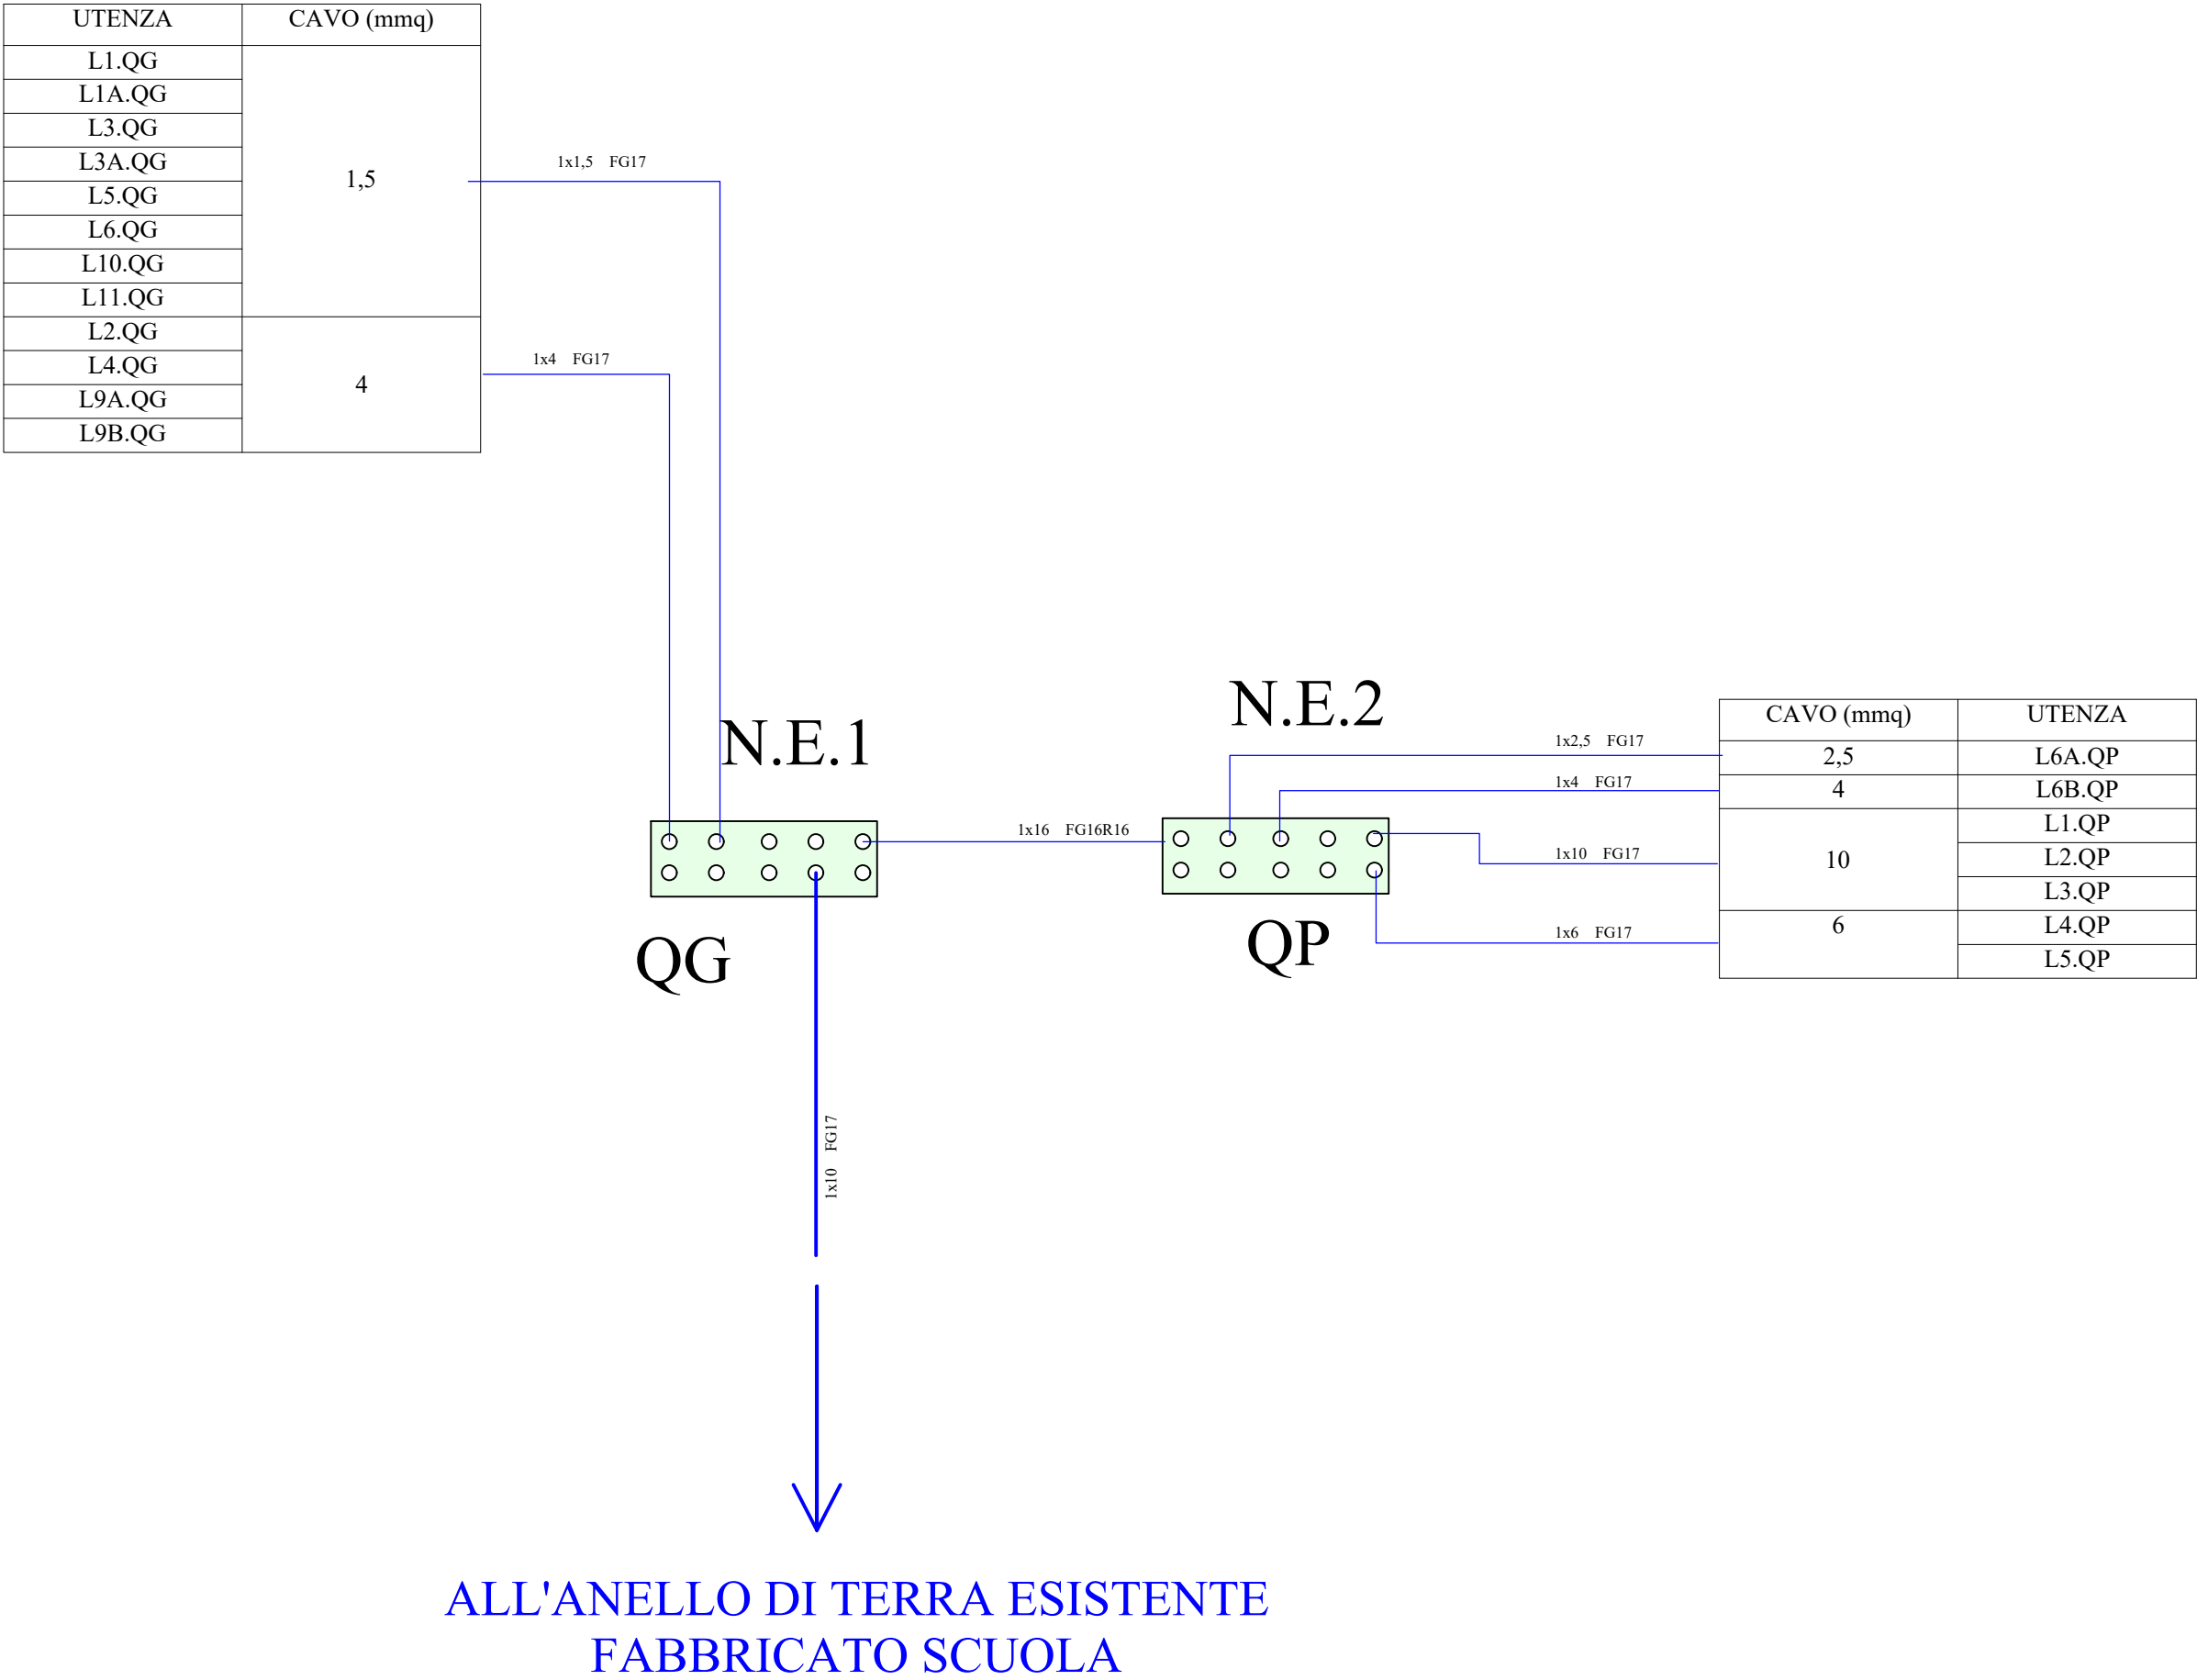 UTENZA CAVO (mmq)
L1.QG
L1A.QG
L3.QG
L3A.QG
1,5
L5.QG
L6.QG
L10.QG
L11.QG
L2.QG
L4.QG
4
L9A.QG
L9B.QG
1x1,5 FG17
1x4 FG17
N.E.1
QG
1x16 FG16R16
N.E.2
QP
1x2,5 FG17
1x4 FG17
1x10 FG17
1x6 FG17
CAVO (mmq) UTENZA
2,5 L6A.QP
4 L6B.QP
L1.QP
10 L2.QP
L3.QP
6 L4.QP
L5.QP
1x10 FG17
ALL'ANELLO DI TERRA ESISTENTE
FABBRICATO SCUOLA